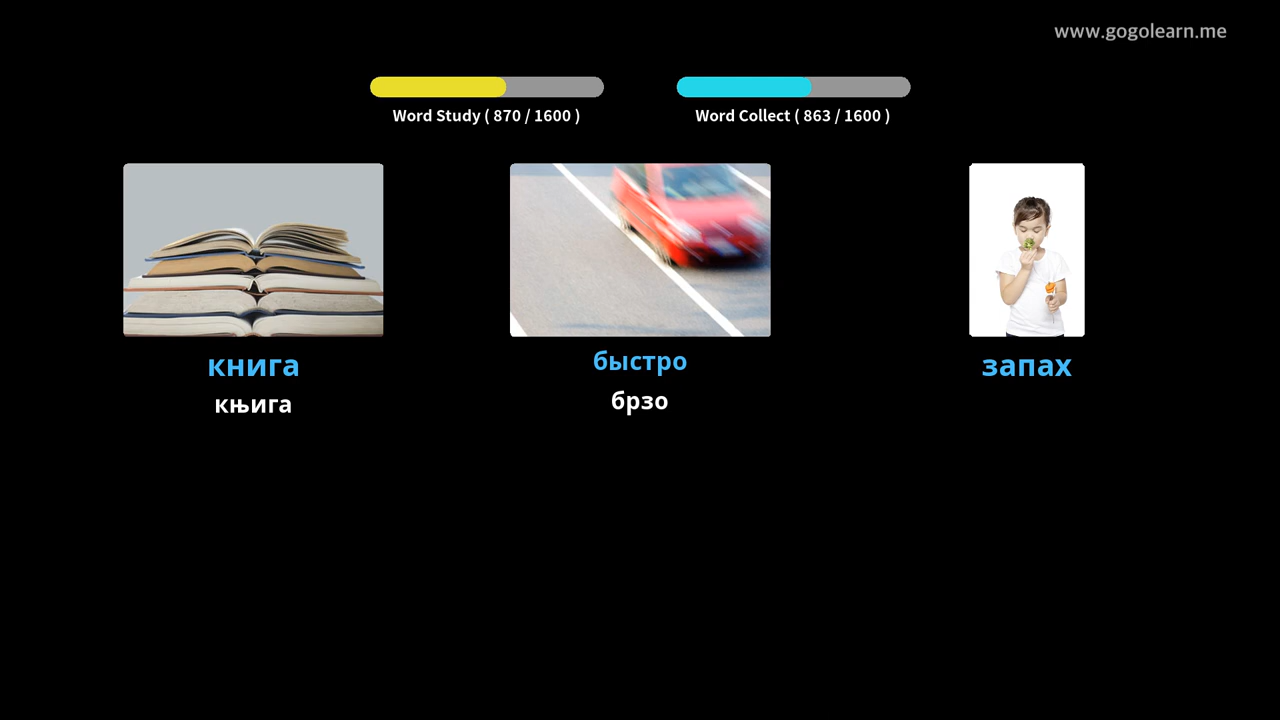 www.gogolearn.me
Word Study ( 870 / 1600 )
Word Collect ( 863 / 1600 )
книга
књига
быстро
брзо
запах